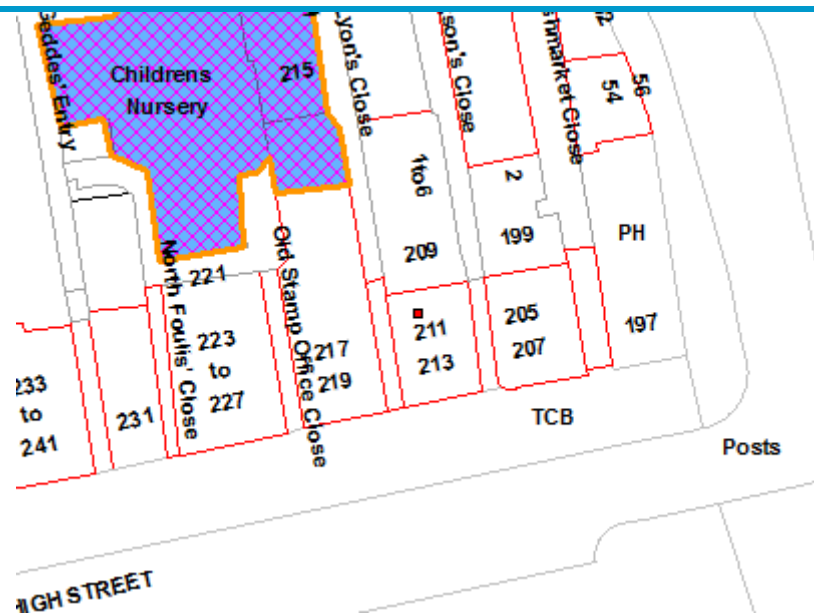 Geddes' Entry
Childrens
Nursery
215
Lyon's Close
son's Close
shmarket Close
54
56
1to6
2
209
199
PH
North Foulis' Close
Old Stamp Office Close
221
223
to
227
217
219
211
213
205
207
197
233
to
241
231
TCB
Posts
HIGH STREET